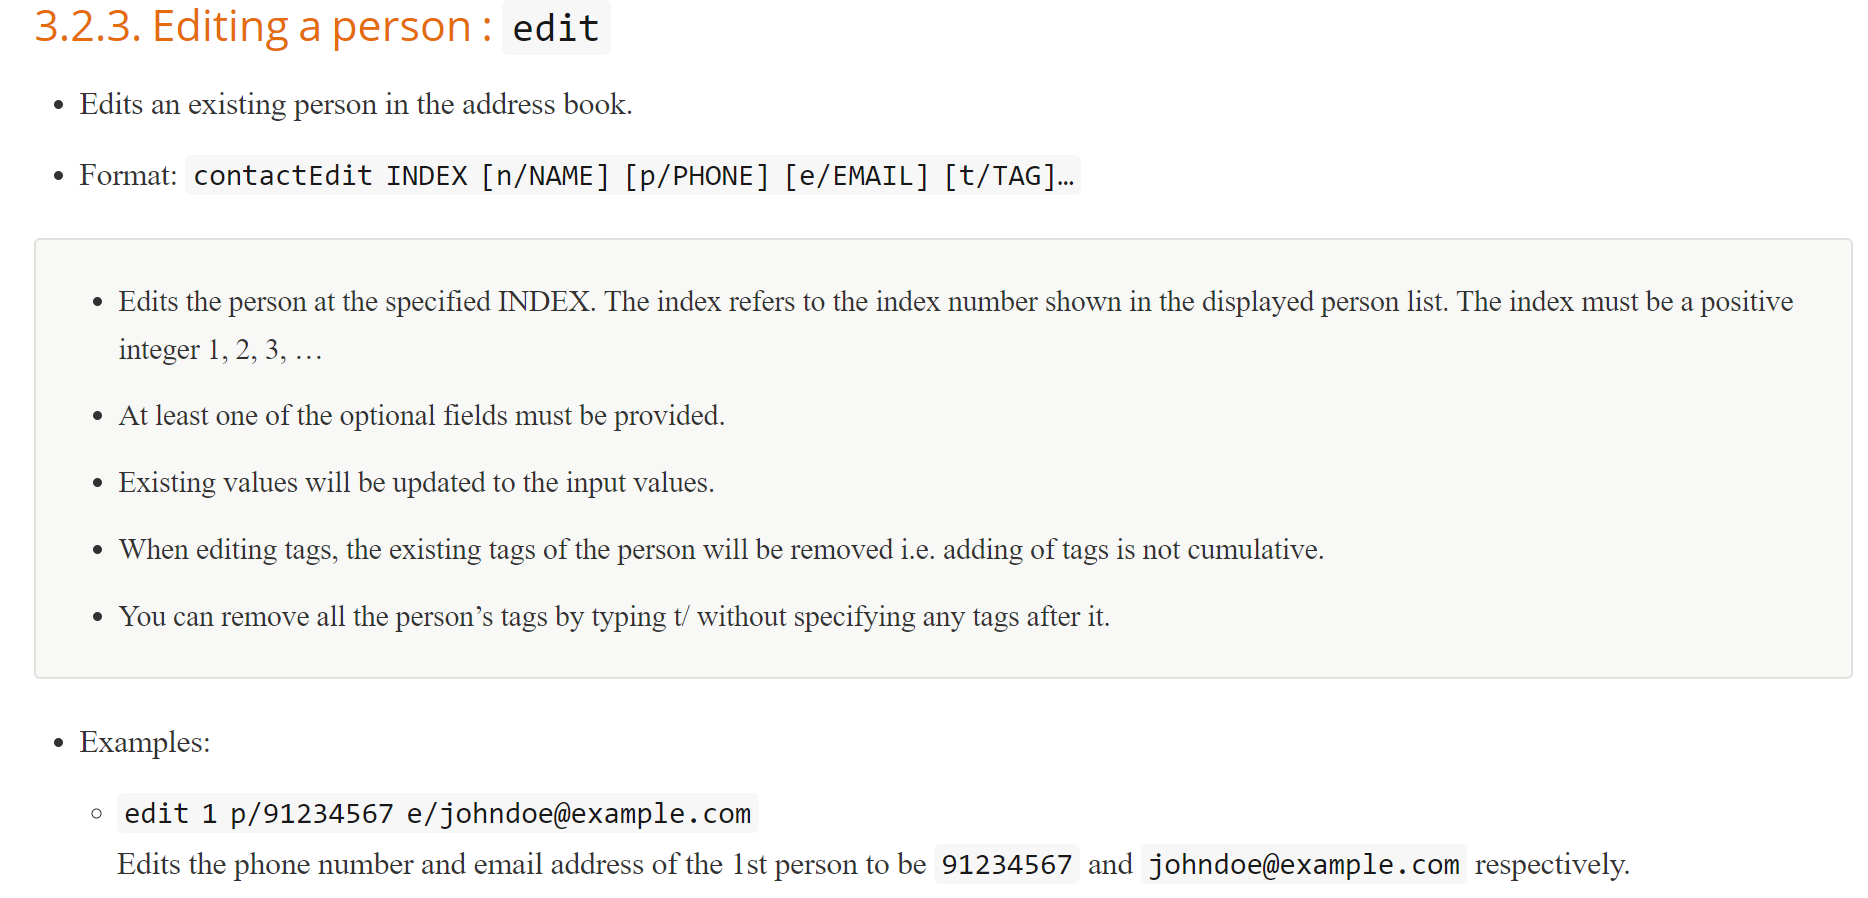 3.2.3. Editing a person : edit
• Edits an existing person in the address book.
• Format: contactEdit INDEX [n/NAME] [p/PHONE] [e/EMAIL] [t/TAG]…
• Edits the person at the specified INDEX. The index refers to the index number shown in the displayed person list. The index must be a positive
integer 1, 2, 3, …
• At least one of the optional fields must be provided.
• Existing values will be updated to the input values.
• When editing tags, the existing tags of the person will be removed i.e. adding of tags is not cumulative.
• You can remove all the person’s tags by typing t/ without specifying any tags after it.
• Examples:
◦ edit 1 p/91234567 e/johndoe@example.com
Edits the phone number and email address of the 1st person to be 91234567 and johndoe@example.com respectively.